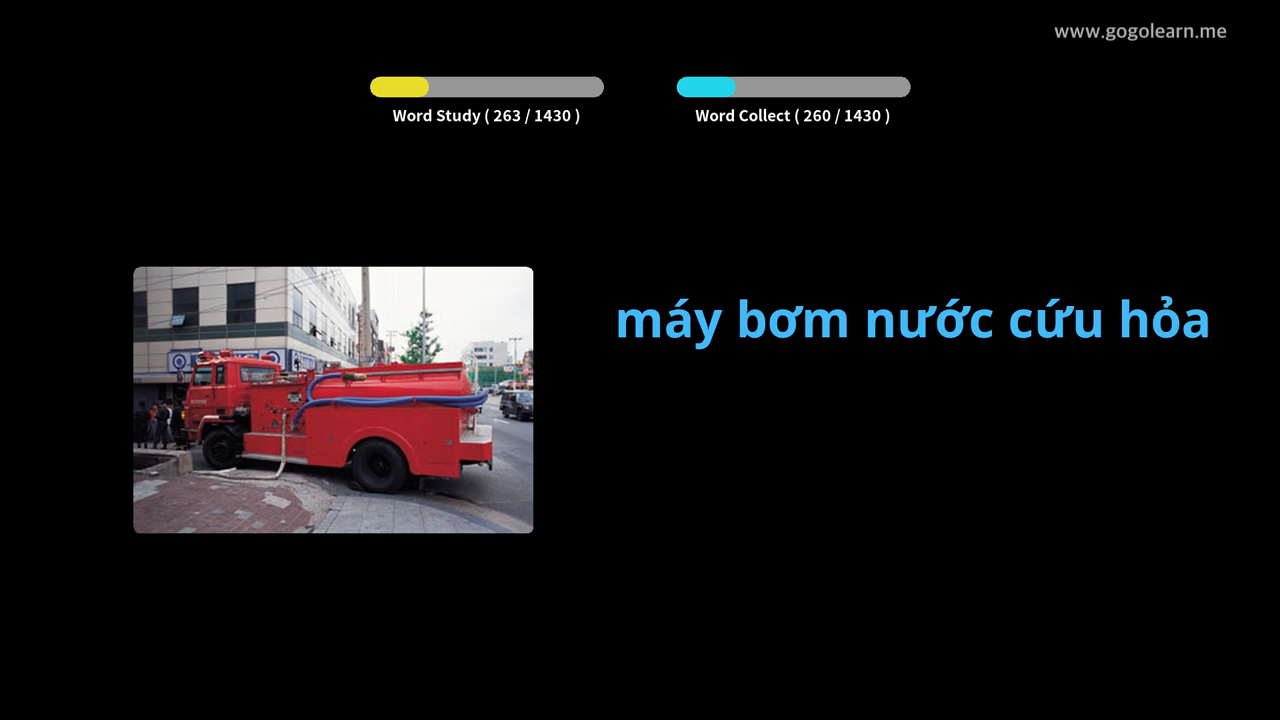 www.gogolearn.me
Word Study ( 263 / 1430 )
Word Collect ( 260 / 1430 )
máy bơm nước cứu hỏa